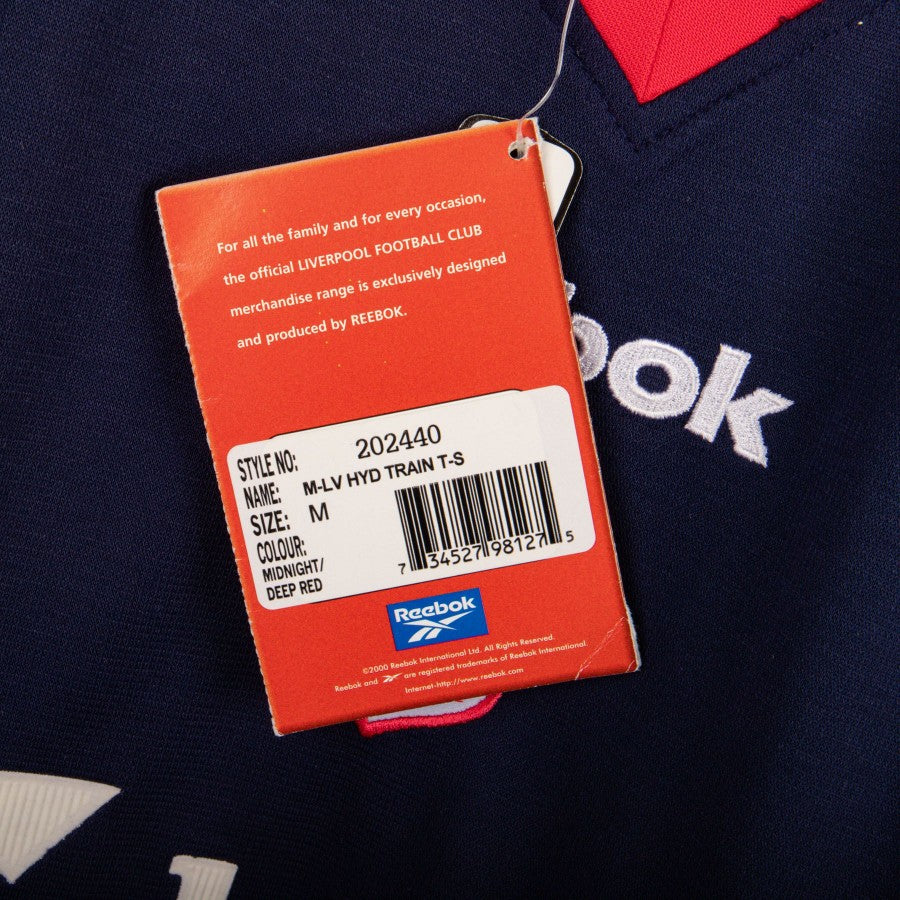 For all the family and for every occasion,
the official LIVERPOOL FOOTBALL CLUB
merchandise range is exclusively designed
and produced by REEBOK.
STYLE NO: 202440
NAME: M-LV HYD TRAIN T-S
SIZE: M
COLOUR:
MIDNIGHT/
DEEP RED
7 34527 98127 5
Reebok
©2000 Reebok International Ltd. All Rights Reserved.
Reebok and are registered trademarks of Reebok International.
Internet-http://www.reebok.com
ook